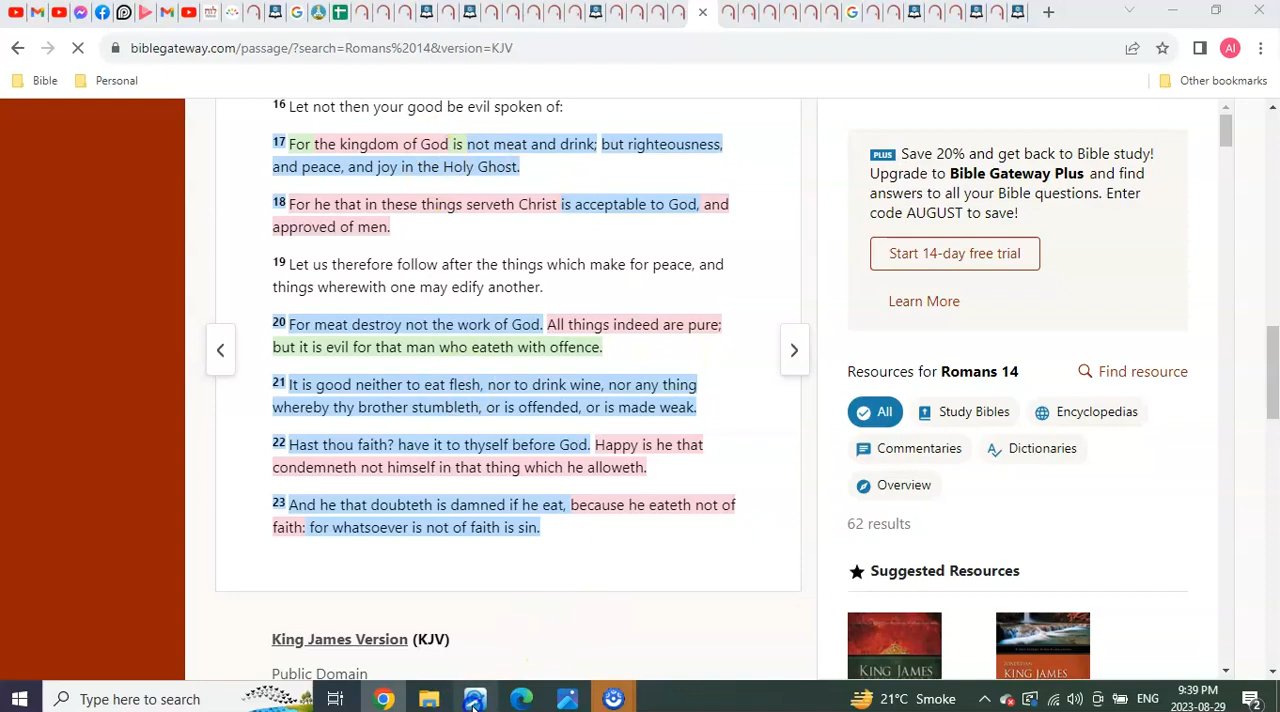 biblegateway.com/passage/?search=Romans%2014&version=KJV
AI
Bible
Personal
Other bookmarks
16 Let not then your good be evil spoken of:
17 For the kingdom of God is not meat and drink; but righteousness,
and peace, and joy in the Holy Ghost.
18 For he that in these things serveth Christ is acceptable to God, and
approved of men.
19 Let us therefore follow after the things which make for peace, and
things wherewith one may edify another.
20 For meat destroy not the work of God. All things indeed are pure;
but it is evil for that man who eateth with offence.
21 It is good neither to eat flesh, nor to drink wine, nor any thing
whereby thy brother stumbleth, or is offended, or is made weak.
22 Hast thou faith? have it to thyself before God. Happy is he that
condemneth not himself in that thing which he alloweth.
23 And he that doubteth is damned if he eat, because he eateth not of
faith: for whatsoever is not of faith is sin.
King James Version (KJV)
Public Domain
PLUS Save 20% and get back to Bible study!
Upgrade to Bible Gateway Plus and find
answers to all your Bible questions. Enter
code AUGUST to save!
Start 14-day free trial
Learn More
Resources for Romans 14
Find resource
All
Study Bibles
Encyclopedias
Commentaries
Dictionaries
Overview
62 results
Suggested Resources
KING JAMES
KING JAMES
Type here to search
21°C Smoke
ENG
9:39 PM
2023-08-29
2